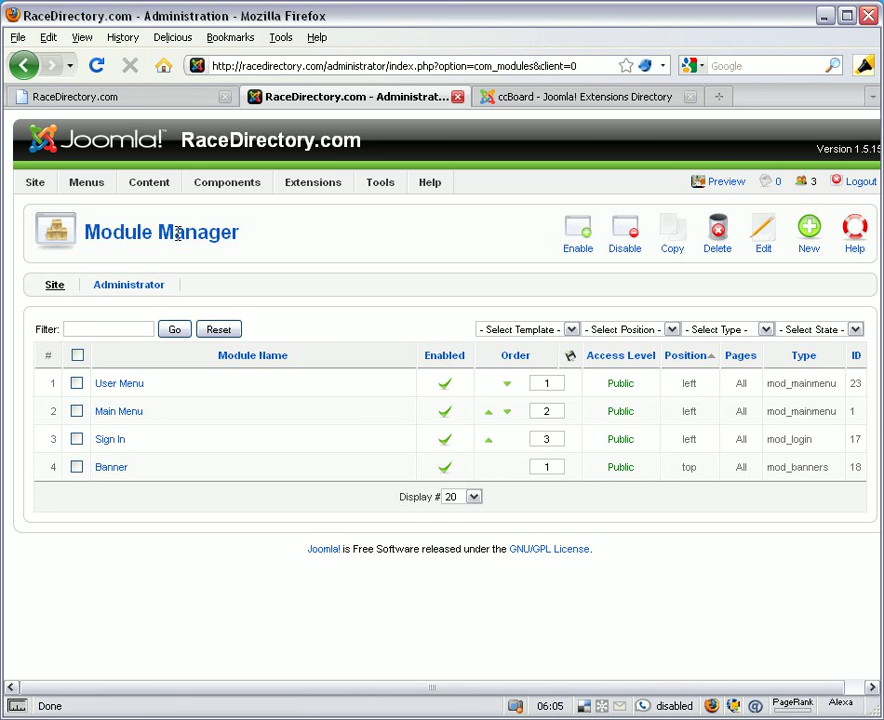 RaceDirectory.com - Administration - Mozilla Firefox
File Edit View History Delicious Bookmarks Tools Help
http://racedirectory.com/administrator/index.php?option=com_modules&client=0
Google
RaceDirectory.com
RaceDirectory.com - Administrat...
ccBoard - Joomla! Extensions Directory
Joomla! RaceDirectory.com
Version 1.5.15
Site Menus Content Components Extensions Tools Help
Preview 0 3 Logout
Module Manager
Enable Disable Copy Delete Edit New Help
Site Administrator
Filter: Go Reset - Select Template - - Select Position - - Select Type - - Select State -
# Module Name Enabled Order Access Level Position Pages Type ID
1 User Menu 1 Public left All mod_mainmenu 23
2 Main Menu 2 Public left All mod_mainmenu 1
3 Sign In 3 Public left All mod_login 17
4 Banner 1 Public top All mod_banners 18
Display # 20
Joomla! is Free Software released under the GNU/GPL License.
Done 06:05 disabled PageRank Alexa